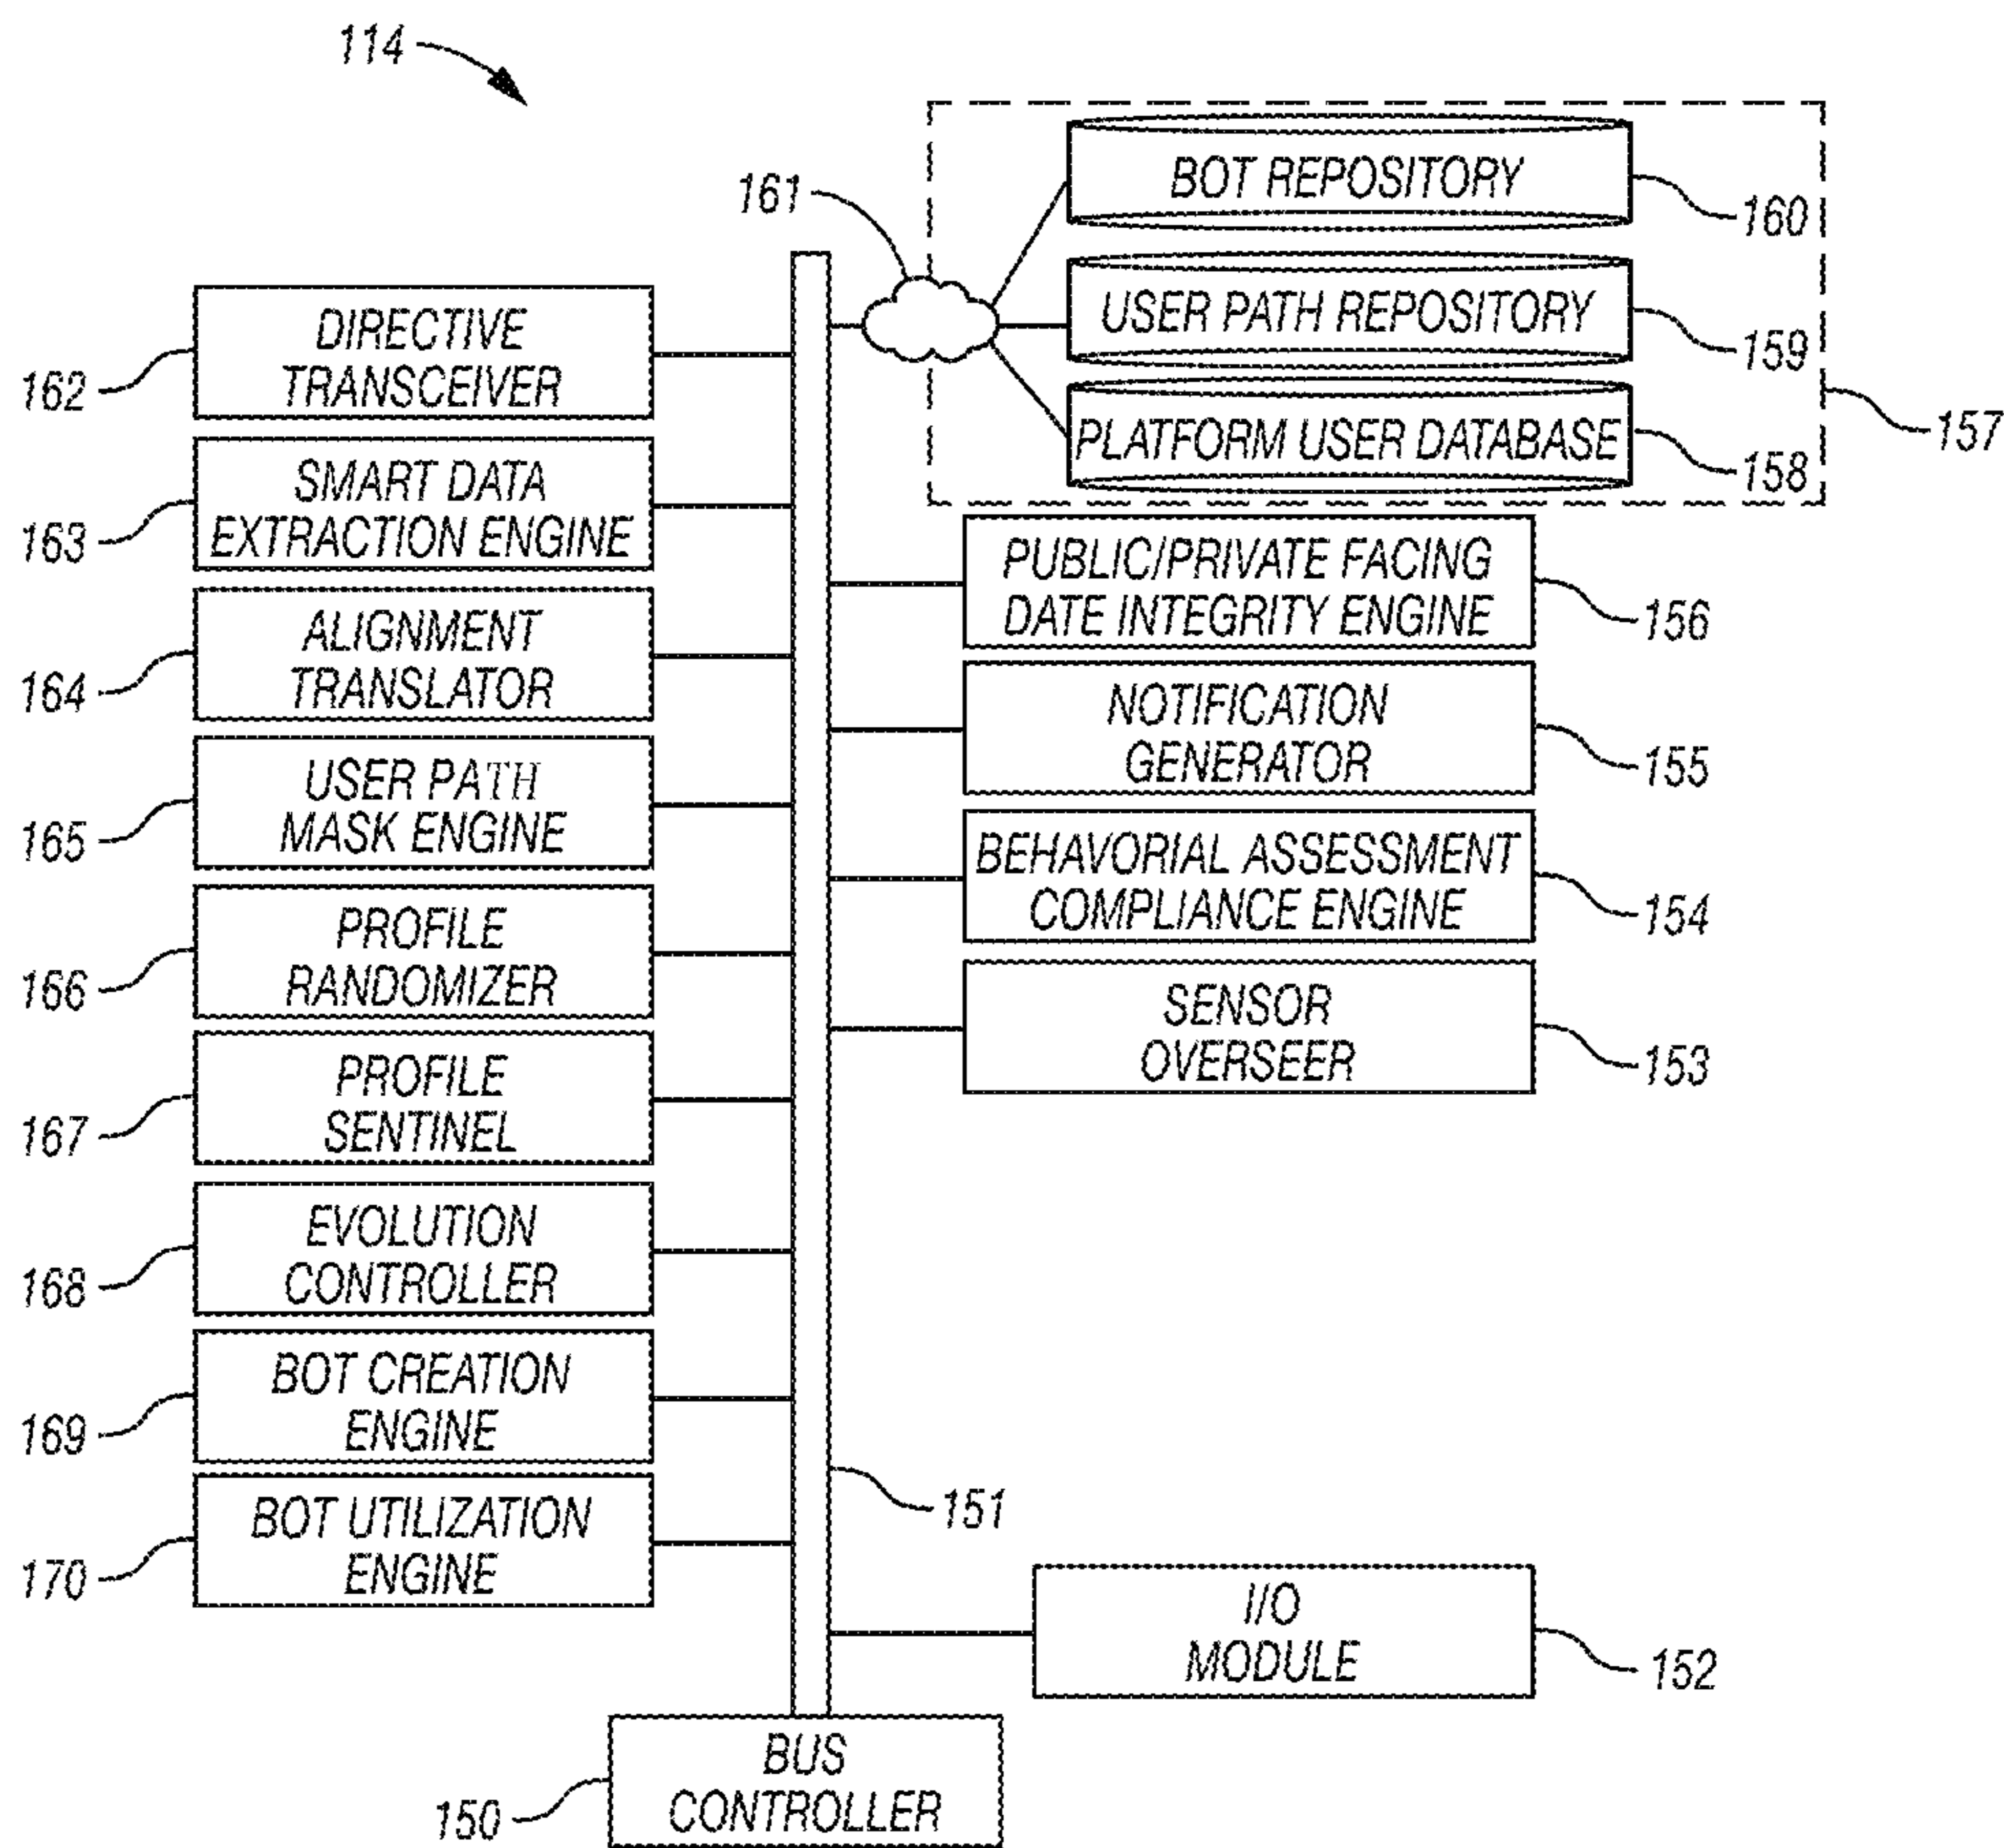 114
161
BOT REPOSITORY
160
USER PATH REPOSITORY
159
PLATFORM USER DATABASE
158
157
DIRECTIVE
TRANSCEIVER
162
SMART DATA
EXTRACTION ENGINE
163
ALIGNMENT
TRANSLATOR
164
USER PATH
MASK ENGINE
165
PROFILE
RANDOMIZER
166
PROFILE
SENTINEL
167
EVOLUTION
CONTROLLER
168
BOT CREATION
ENGINE
169
BOT UTILIZATION
ENGINE
170
PUBLIC/PRIVATE FACING
DATE INTEGRITY ENGINE
156
NOTIFICATION
GENERATOR
155
BEHAVORIAL ASSESSMENT
COMPLIANCE ENGINE
154
SENSOR
OVERSEER
153
151
I/O
MODULE
152
BUS
CONTROLLER
150